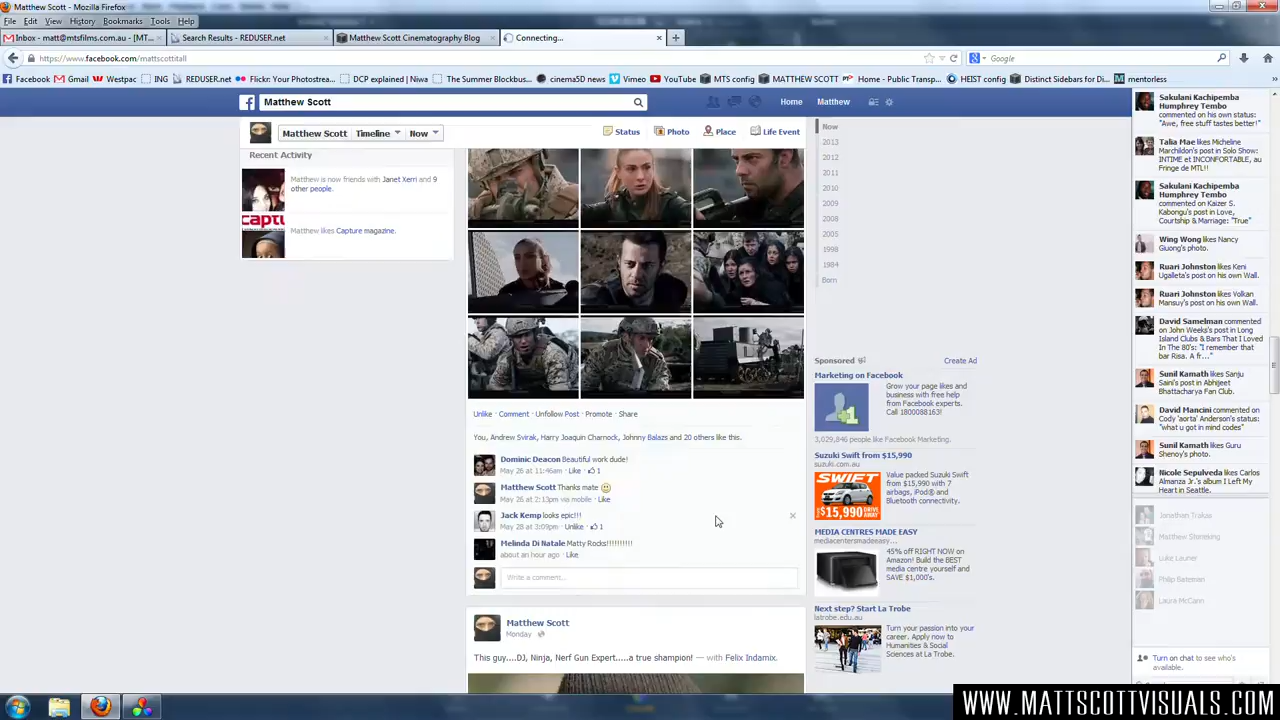 Matthew Scott - Mozilla Firefox
File Edit View History Bookmarks Tools Help
Inbox - matt@mtsfilms.com.au - [MT...
Search Results - REDUSER.net
Matthew Scott Cinematography Blog
Connecting...
https://www.facebook.com/mattscottitall
Google
Facebook Gmail Westpac ING REDUSER.net Flickr: Your Photostrea... DCP explained | Niwa The Summer Blockbus... cinema5D news Vimeo YouTube MTS config MATTHEW SCOTT Home - Public Transp... HEIST config Distinct Sidebars for Di... mentorless
Matthew Scott
Home Matthew
Matthew Scott Timeline Now
Status Photo Place Life Event
Recent Activity
Matthew is now friends with Janet Xerri and 9
other people.
Matthew likes Capture magazine.
Unlike · Comment · Unfollow Post · Promote · Share
You, Andrew Svirak, Harry Joaquin Charnock, Johnny Balazs and 20 others like this.
Dominic Deacon Beautiful work dude!
May 26 at 11:46am · Like · 1
Matthew Scott Thanks mate
May 26 at 2:13pm via mobile · Like
Jack Kemp looks epic!!!
May 28 at 3:09pm · Unlike · 1
Melinda Di Natale Matty Rocks!!!!!!!!!!!
about an hour ago · Like
Write a comment...
Matthew Scott
Monday
This guy....DJ, Ninja, Nerf Gun Expert.....a true champion! — with Felix Indamix.
Now
2013
2012
2011
2010
2009
2008
2005
1998
1984
Born
Sponsored
Create Ad
Marketing on Facebook
Grow your page likes and
business with free help
from Facebook experts.
Call 1800088163!
3,029,846 people like Facebook Marketing.
Suzuki Swift from $15,990
suzuki.com.au
SWIFT
$15,990
Value packed Suzuki Swift
from $15,990 with 7
airbags, iPod® and
Bluetooth connectivity.
MEDIA CENTRES MADE EASY
mediacentresmadeeasy...
45% off RIGHT NOW on
Amazon! Build the BEST
media centre yourself and
SAVE $1,000's.
Next step? Start La Trobe
latrobe.edu.au
Turn your passion into your
career. Apply now to
Humanities & Social
Sciences at La Trobe.
Sakulani Kachipemba
Humphrey Tembo
commented on his own status:
"Awe, free stuff tastes better!"
Talia Mae likes Micheline
Marchildon's post in Solo Show:
INTIME et INCONFORTABLE, au
Fringe de MTL!!
Sakulani Kachipemba
Humphrey Tembo
commented on Kaizer S.
Kabongu's post in Love,
Courtship & Marriage: "True"
Wing Wong likes Nancy
Guong's photo.
Ruari Johnston likes Keni
Ugalleta's post on his own Wall.
Ruari Johnston likes Volkan
Mansuy's post on his own Wall.
David Samelman commented
on John Weeks's post in Long
Island Clubs & Bars That I Loved
In The 80's: "I remember that
bar Risa. A fr..."
Sunil Kamath likes Sanju
Saini's post in Abhijeet
Bhattacharya Fan Club.
David Mancini commented on
Cody 'aorta' Anderson's status:
"what u got in mind codes"
Sunil Kamath likes Guru
Shenoy's photo.
Nicole Sepulveda likes Carlos
Almanza Jr.'s album I Left My
Heart in Seattle.
Luke Launer
Philip Bateman
Laura McCann
Turn on chat to see who's
available.
WWW.MATTSCOTTVISUALS.COM